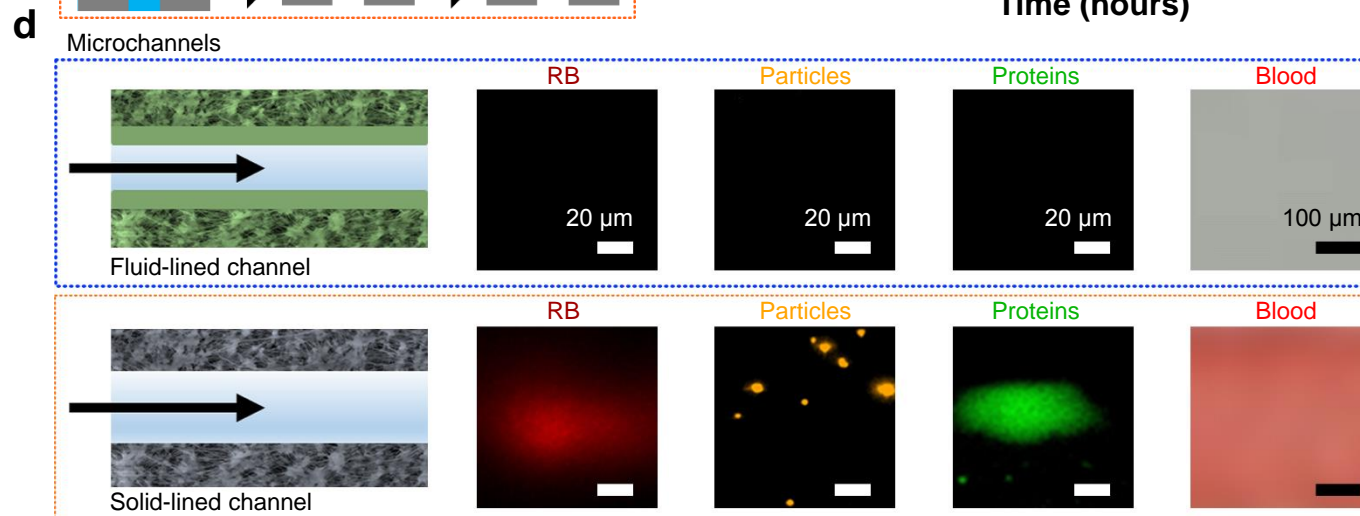 Time (hours)
d
Microchannels
RB Particles Proteins Blood
20 µm 20 µm 20 µm 100 µm
Fluid-lined channel
RB Particles Proteins Blood
Solid-lined channel